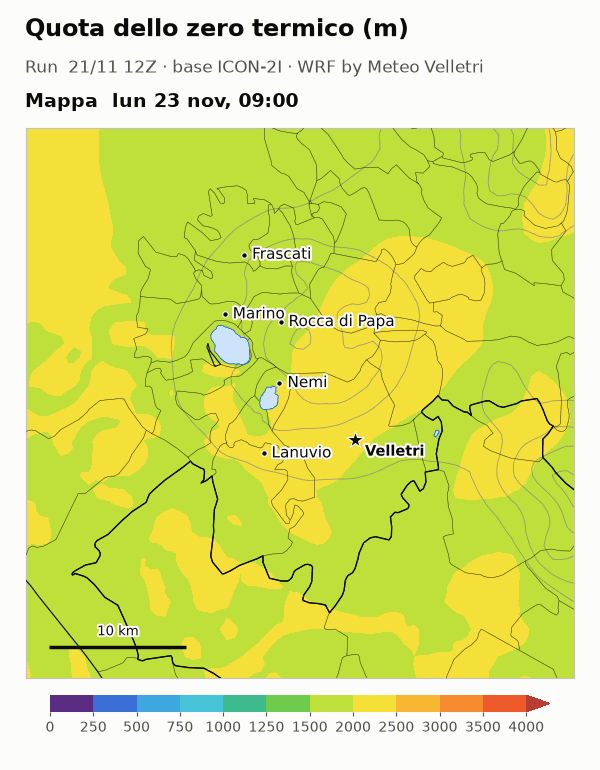 Quota dello zero termico (m)
Run  21/11 12Z · base ICON-2I · WRF by Meteo Velletri
Mappa  lun 23 nov, 09:00
Frascati
Marino
Rocca di Papa
Nemi
Velletri
Lanuvio
10 km
0 250 500 750 1000 1250 1500 2000 2500 3000 3500 4000